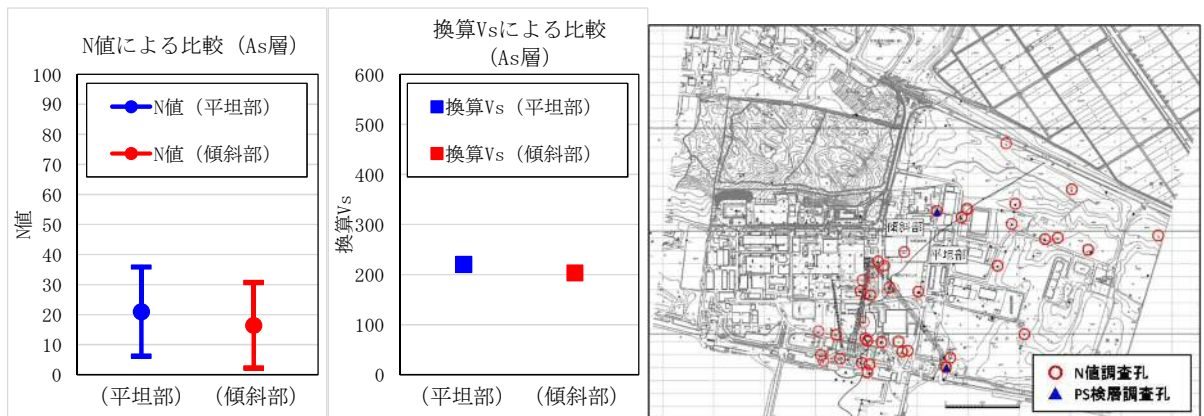 N値による比較（As層）
100
90
80
70
60
50
40
30
20
10
0
N値
N値（平坦部）
N値（傾斜部）
（平坦部）
（傾斜部）
換算Vsによる比較
（As層）
600
500
400
300
200
100
0
換算Vs
換算Vs（平坦部）
換算Vs（傾斜部）
（平坦部）
（傾斜部）
傾斜部
平坦部
N値調査孔
PS検層調査孔